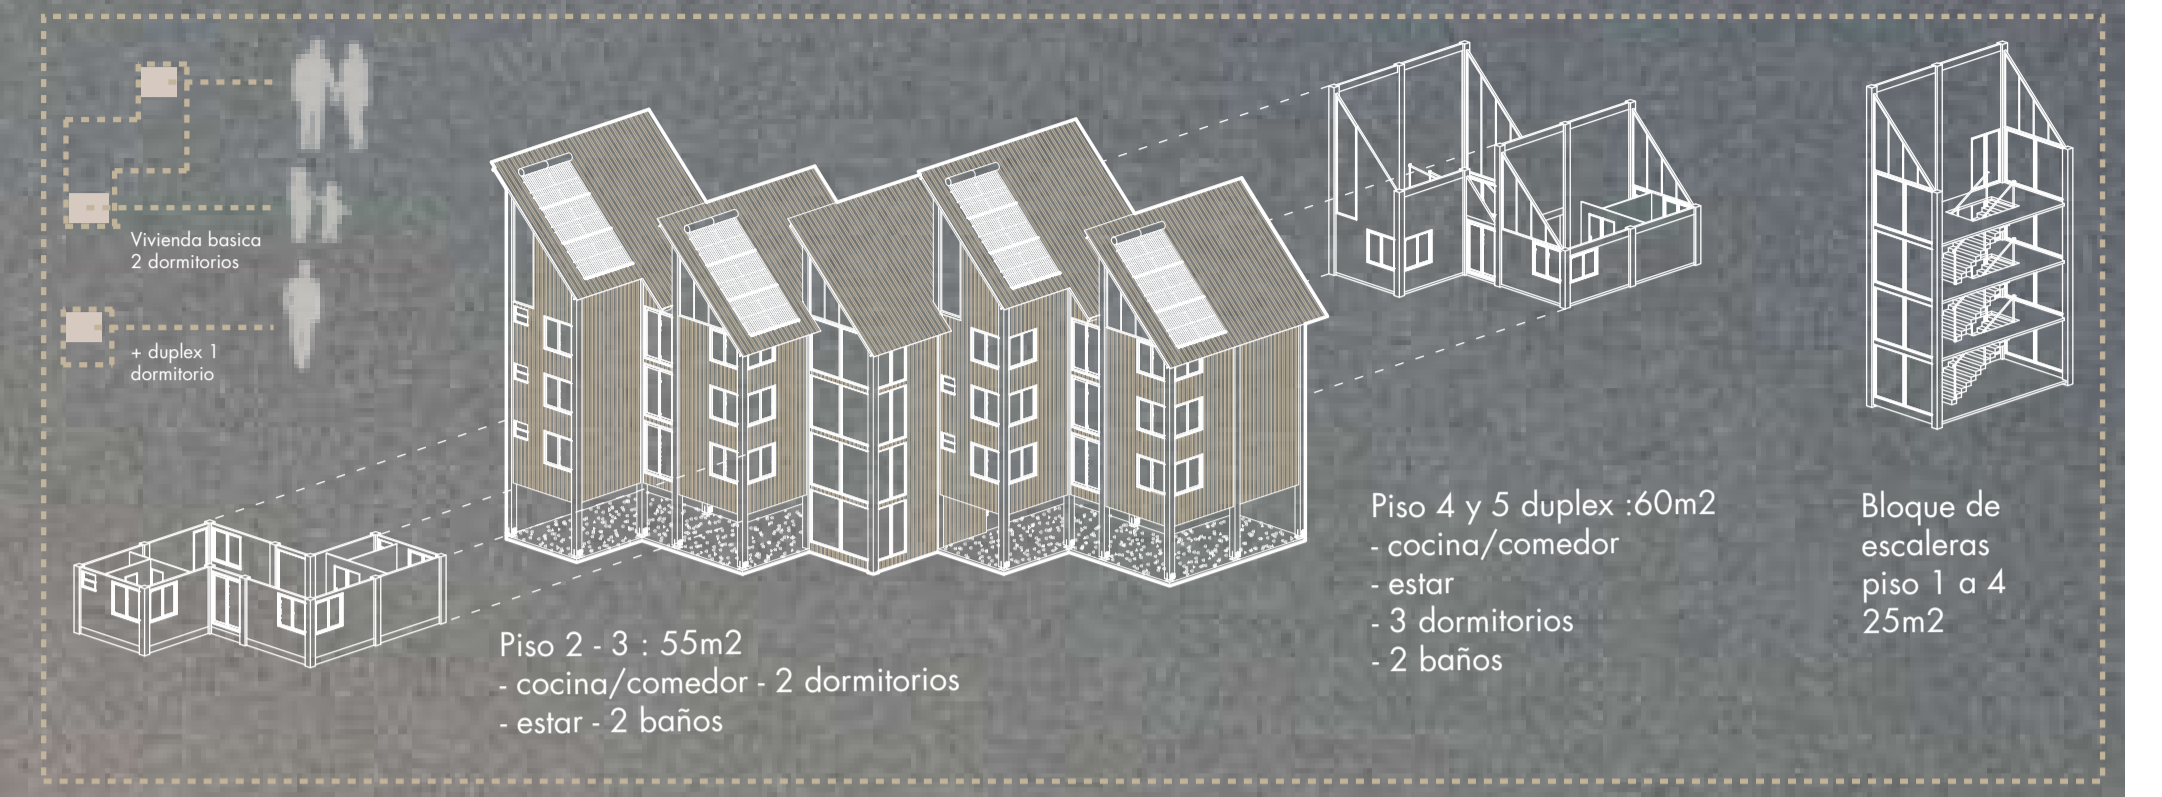 Vivienda basica
2 dormitorios
+ duplex 1
dormitorio
Piso 2 - 3 : 55m2
- cocina/comedor - 2 dormitorios
- estar - 2 baños
Piso 4 y 5 duplex :60m2
- cocina/comedor
- estar
- 3 dormitorios
- 2 baños
Bloque de
escaleras
piso 1 a 4
25m2